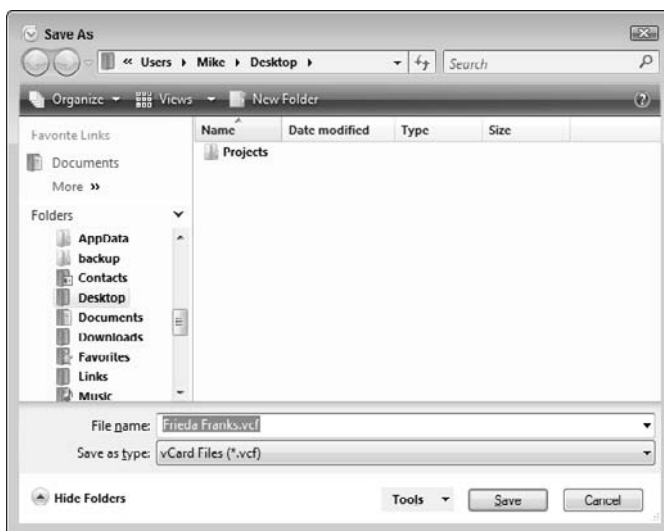 Save As
« Users Mike Desktop
Search
Organize Views New Folder
Favorite Links
Documents
More »
Folders
AppData
backup
Contacts
Desktop
Documents
Downloads
Favorites
Links
Music
Name Date modified Type Size
Projects
File name: Frieda Franks.vcf
Save as type: vCard Files (*.vcf)
Hide Folders
Tools Save Cancel